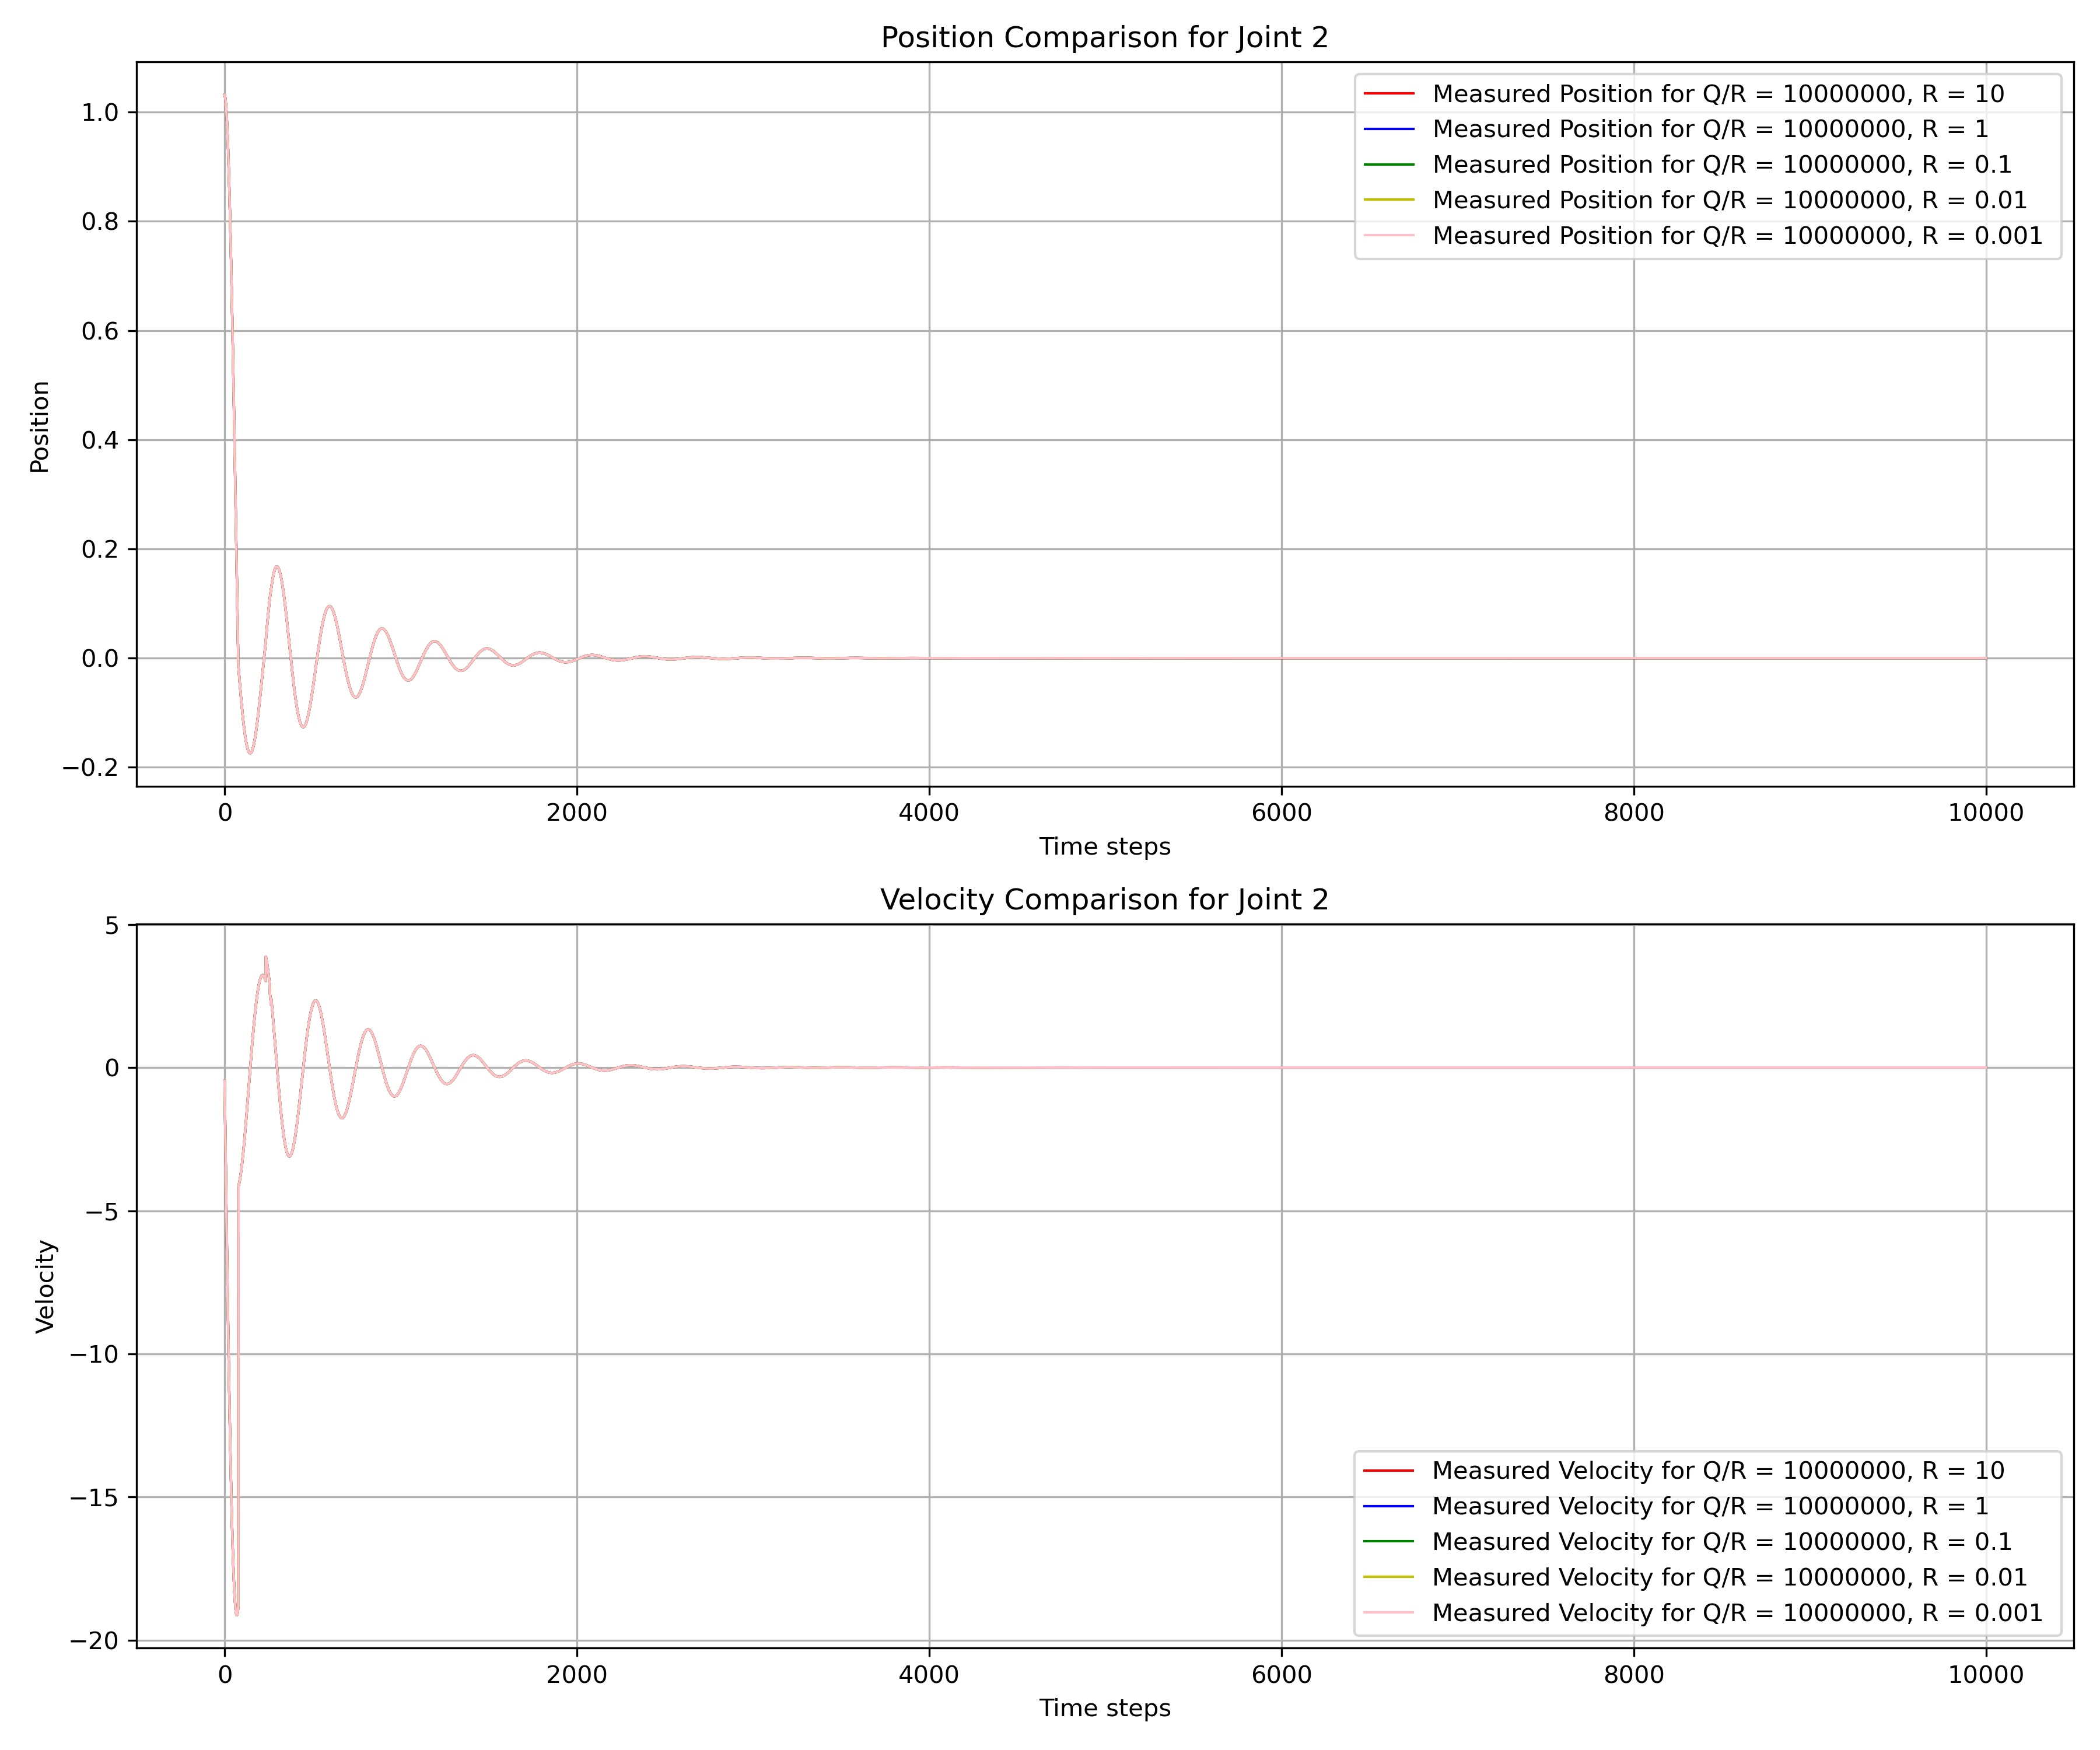 Position Comparison for Joint 2
Measured Position for Q/R = 10000000, R = 10
Measured Position for Q/R = 10000000, R = 1
Measured Position for Q/R = 10000000, R = 0.1
Measured Position for Q/R = 10000000, R = 0.01
Measured Position for Q/R = 10000000, R = 0.001
Position
1.0
0.8
0.6
0.4
0.2
0.0
−0.2
0 2000 4000 6000 8000 10000
Time steps
Velocity Comparison for Joint 2
Velocity
5
0
−5
−10
−15
−20
Measured Velocity for Q/R = 10000000, R = 10
Measured Velocity for Q/R = 10000000, R = 1
Measured Velocity for Q/R = 10000000, R = 0.1
Measured Velocity for Q/R = 10000000, R = 0.01
Measured Velocity for Q/R = 10000000, R = 0.001
0 2000 4000 6000 8000 10000
Time steps